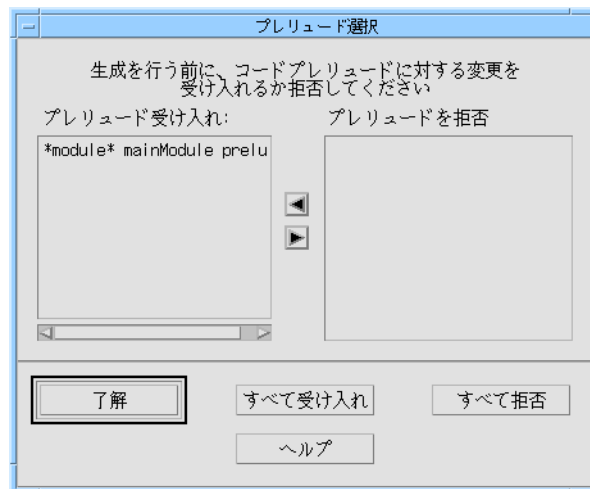 プレリュード選択
生成を行う前に、コードプレリュードに対する変更を
受け入れるか拒否してください
プレリュード受け入れ:
プレリュードを拒否
*module* mainModule prelu
了解
すべて受け入れ
すべて拒否
ヘルプ